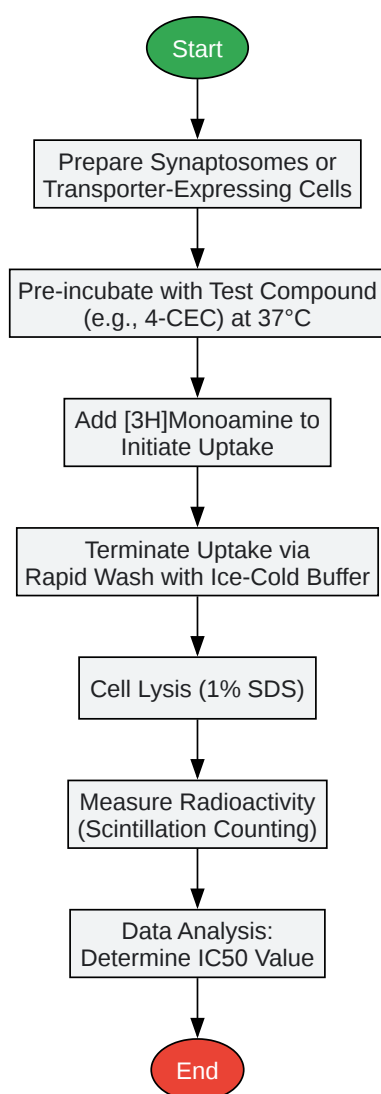 Start
Prepare Synaptosomes or
Transporter-Expressing Cells
Pre-incubate with Test Compound
(e.g., 4-CEC) at 37°C
Add [3H]Monoamine to
Initiate Uptake
Terminate Uptake via
Rapid Wash with Ice-Cold Buffer
Cell Lysis (1% SDS)
Measure Radioactivity
(Scintillation Counting)
Data Analysis:
Determine IC50 Value
End